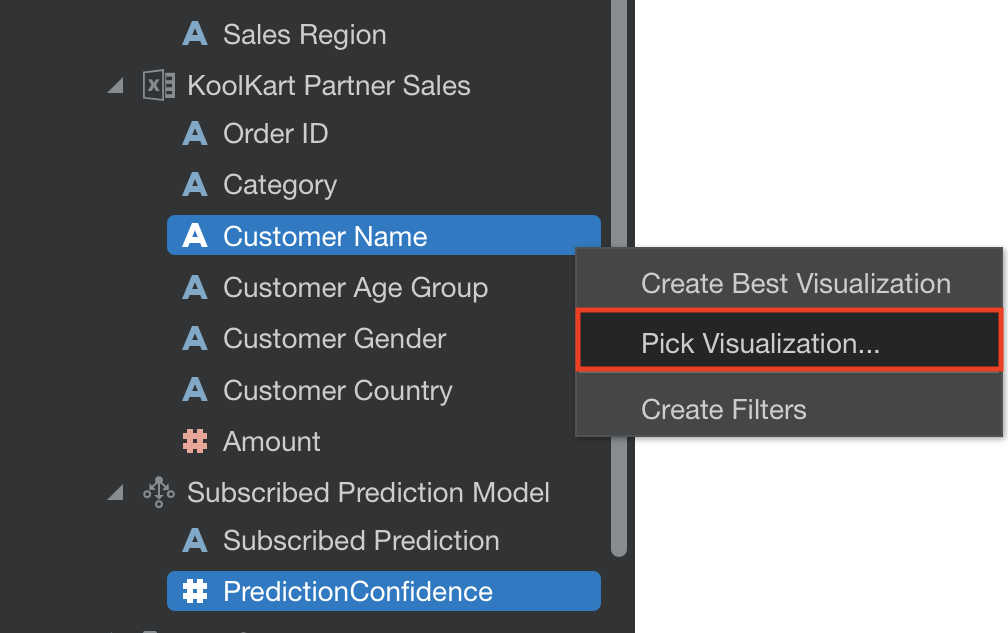 Sales Region
KoolKart Partner Sales
Order ID
Category
Customer Name
Customer Age Group
Customer Gender
Customer Country
Amount
Subscribed Prediction Model
Subscribed Prediction
PredictionConfidence
Create Best Visualization
Pick Visualization...
Create Filters